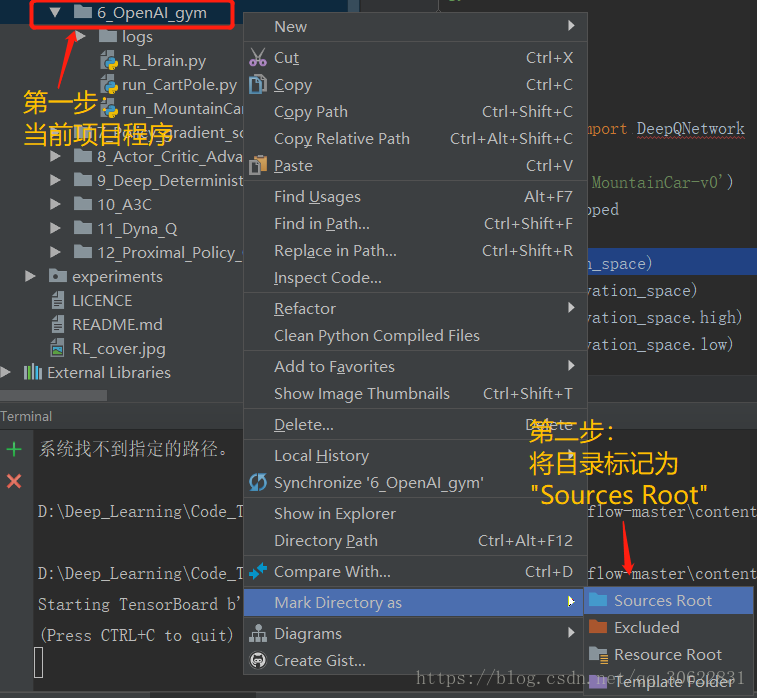 6_OpenAI_gym
logs
RL_brain.py
run_CartPole.py
run_MountainCar
第一步:
当前项目程序
8_Actor_Critic_Adva
9_Deep_Determinist
10_A3C
11_Dyna_Q
12_Proximal_Policy_
experiments
LICENCE
README.md
RL_cover.jpg
External Libraries
New
Cut Ctrl+X
Copy Ctrl+C
Copy Path Ctrl+Shift+C
Copy Relative Path Ctrl+Alt+Shift+C
Paste Ctrl+V
Find Usages Alt+F7
Find in Path... Ctrl+Shift+F
Replace in Path... Ctrl+Shift+R
Inspect Code...
Refactor
Clean Python Compiled Files
Add to Favorites
Show Image Thumbnails Ctrl+Shift+T
Delete... Delete
Local History
Synchronize '6_OpenAI_gym'
Show in Explorer
Directory Path Ctrl+Alt+F12
Compare With... Ctrl+D
Mark Directory as
Diagrams
Create Gist...
import DeepQNetwork
MountainCar-v0')
pped
n_space)
vation_space)
vation_space.high)
vation_space.low)
第二步:
将目录标记为
"Sources Root"
Sources Root
Excluded
Resource Root
Template Folder
Terminal
系统找不到指定的路径。
D:\Deep_Learning\Code_T
flow-master\content
D:\Deep_Learning\Code_T
flow-master\content
Starting TensorBoard b'
(Press CTRL+C to quit)